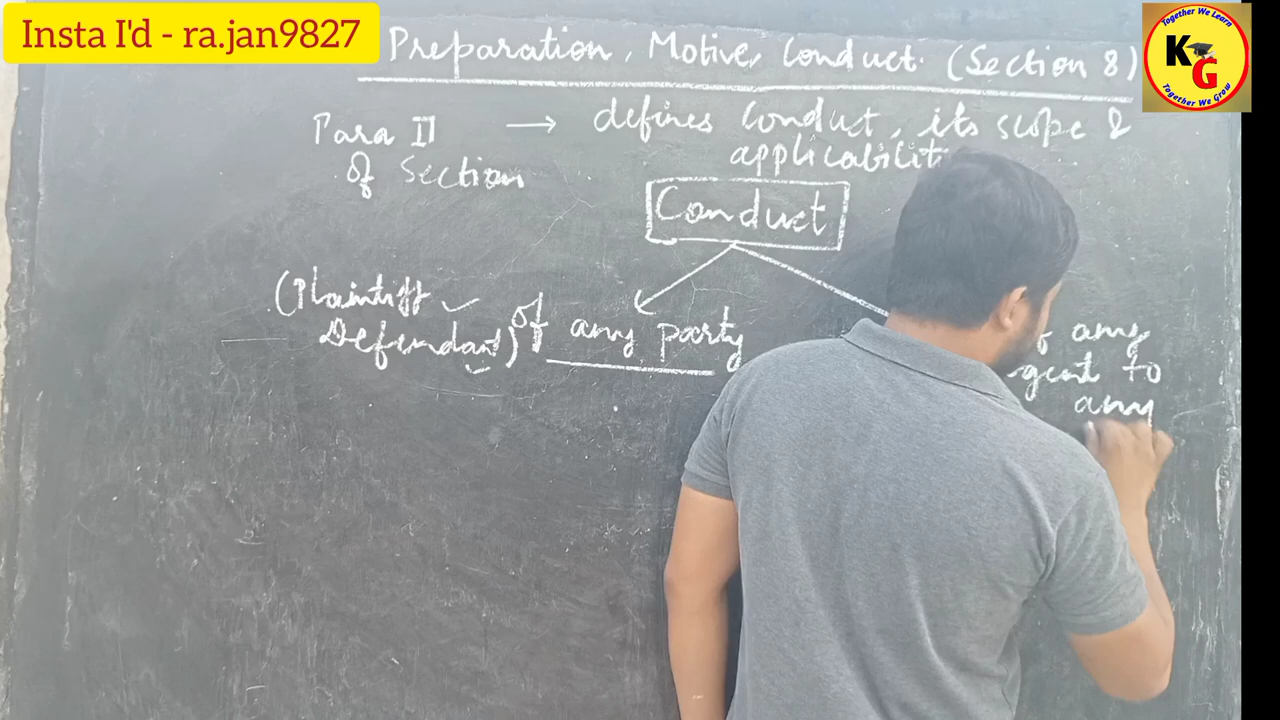 Insta I'd - ra.jan9827
Preparation, Motive, Conduct. (Section 8)
Together We Learn
KG
Together We Grow
Para II → defines Conduct, its scope &
of Section
applicabilit
Conduct
(Plaintiff ✓
Defendant)
of any party
any
gent to
any